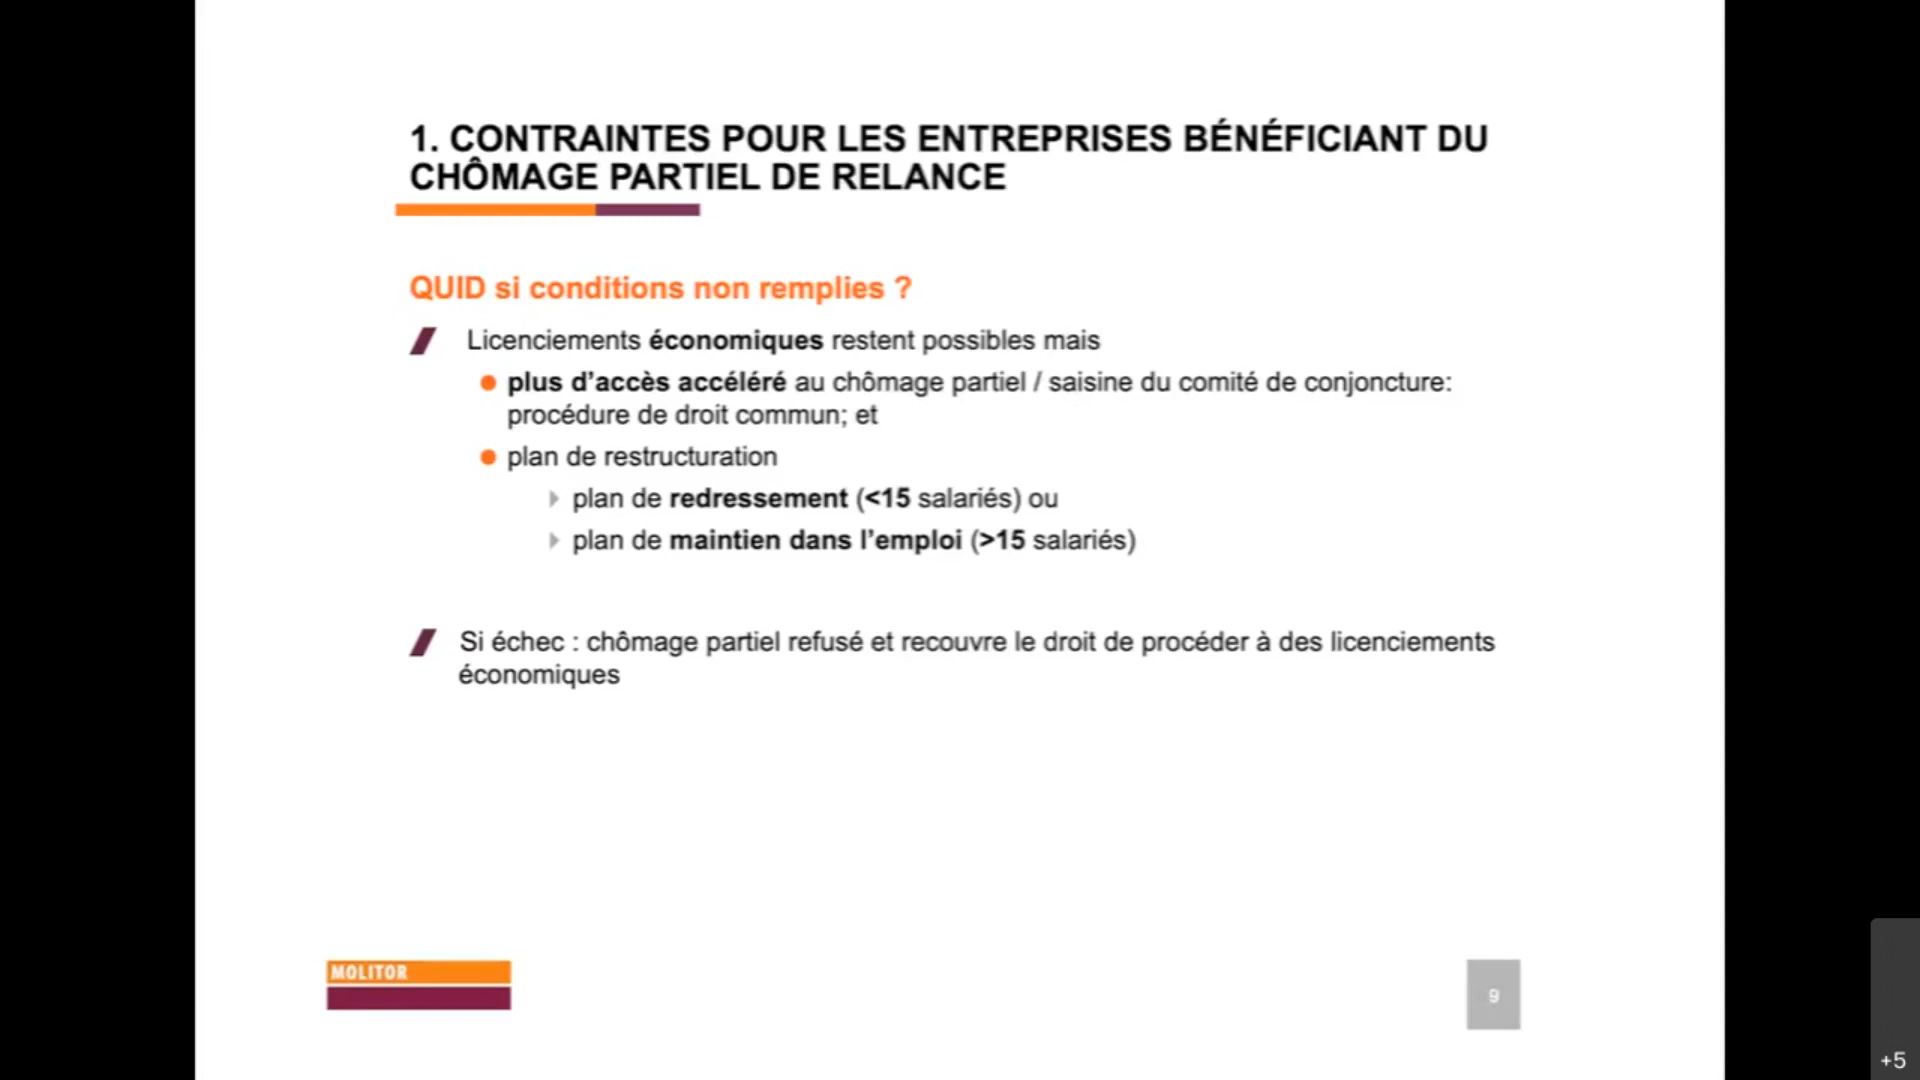 1. CONTRAINTES POUR LES ENTREPRISES BÉNÉFICIANT DU
CHÔMAGE PARTIEL DE RELANCE
QUID si conditions non remplies ?
Licenciements économiques restent possibles mais
plus d'accès accéléré au chômage partiel / saisine du comité de conjoncture:
procédure de droit commun; et
plan de restructuration
plan de redressement (<15 salariés) ou
plan de maintien dans l'emploi (>15 salariés)
Si échec : chômage partiel refusé et recouvre le droit de procéder à des licenciements
économiques
MOLITOR
9
+5